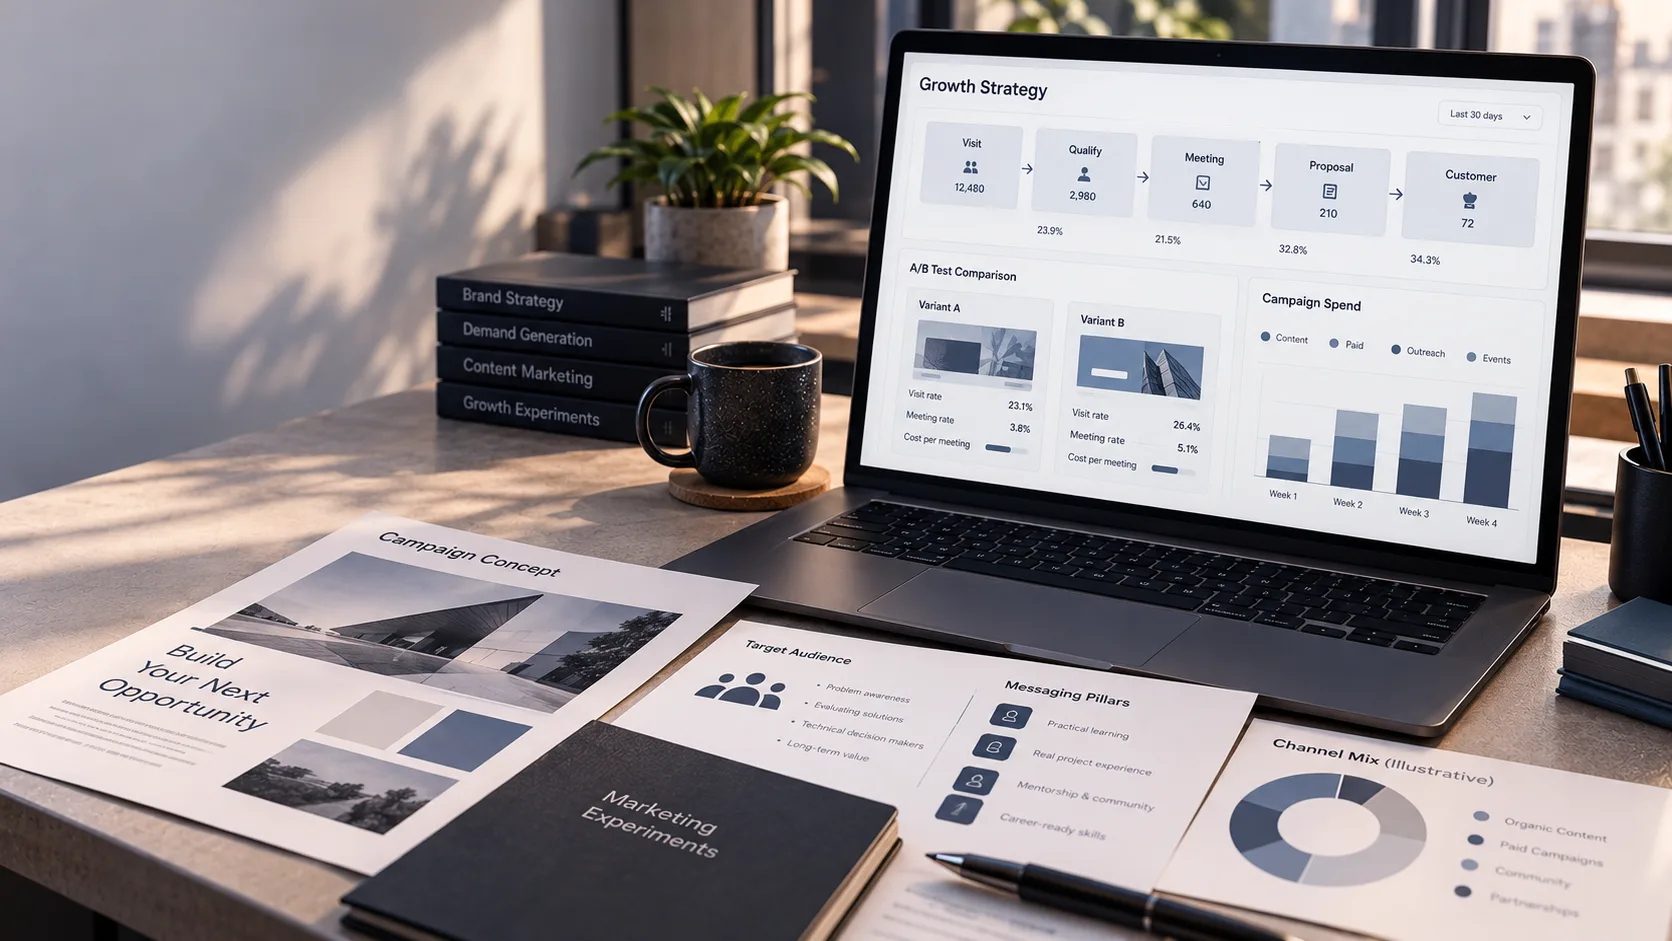 Growth Strategy
Last 30 days
Visit
12,480
Qualify
2,980
Meeting
640
Proposal
210
Customer
72
23.9%
21.5%
32.8%
34.3%
A/B Test Comparison
Variant A
Visit rate 23.1%
Meeting rate 3.8%
Cost per meeting
Variant B
Visit rate 26.4%
Meeting rate 5.1%
Cost per meeting
Campaign Spend
Content Paid Outreach Events
Week 1 Week 2 Week 3 Week 4
Brand Strategy
Demand Generation
Content Marketing
Growth Experiments
Campaign Concept
Build
Your Next
Opportunity
Target Audience
• Problem awareness
• Evaluating solutions
• Technical decision makers
• Long-term value
Messaging Pillars
Practical learning
Real project experience
Mentorship & community
Career-ready skills
Marketing
Experiments
Channel Mix (Illustrative)
Organic Content
Paid Campaigns
Community
Partnerships